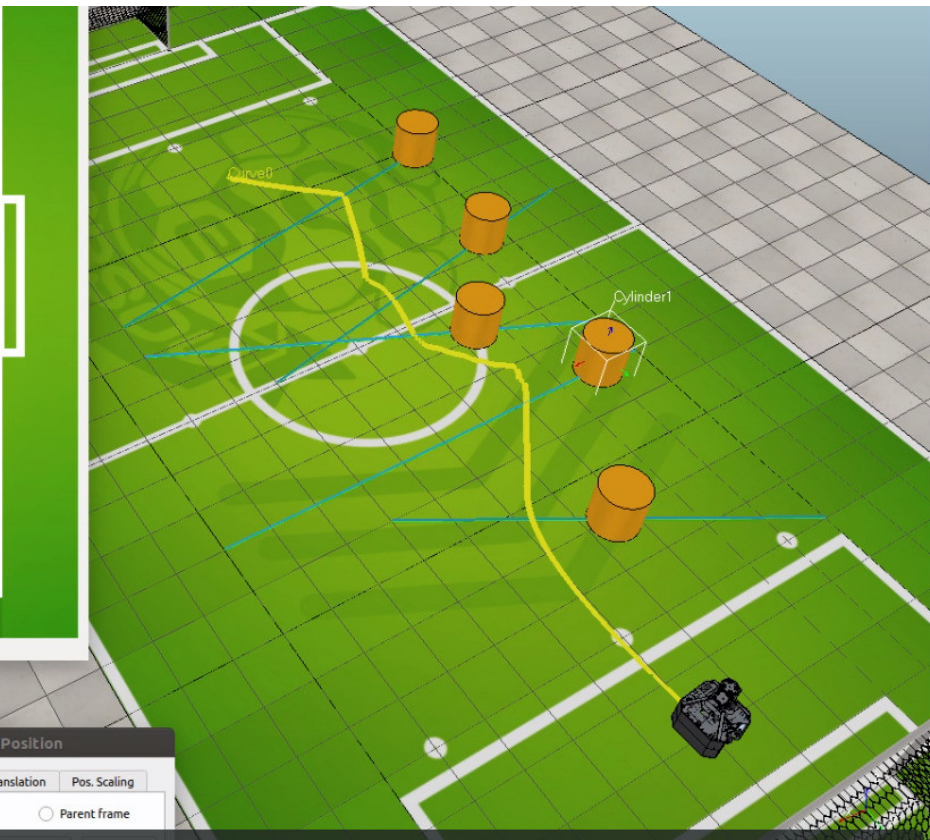 Curve0
Cylinder1
Position
anslation
Pos. Scaling
Parent frame